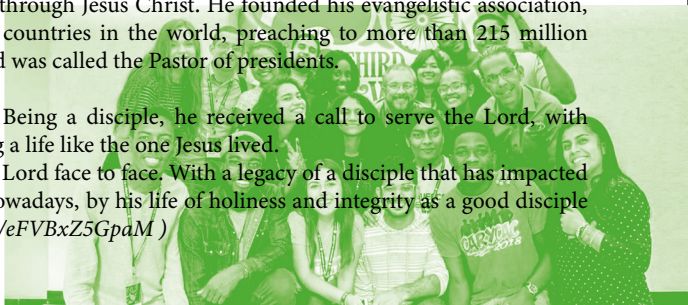 through Jesus Christ. He founded his evangelistic association,
countries in the world, preaching to more than 215 million
d was called the Pastor of presidents.
Being a disciple, he received a call to serve the Lord, with
g a life like the one Jesus lived.
Lord face to face. With a legacy of a disciple that has impacted
owadays, by his life of holiness and integrity as a good disciple
/eFVBxZ5GpaM )
THIRD